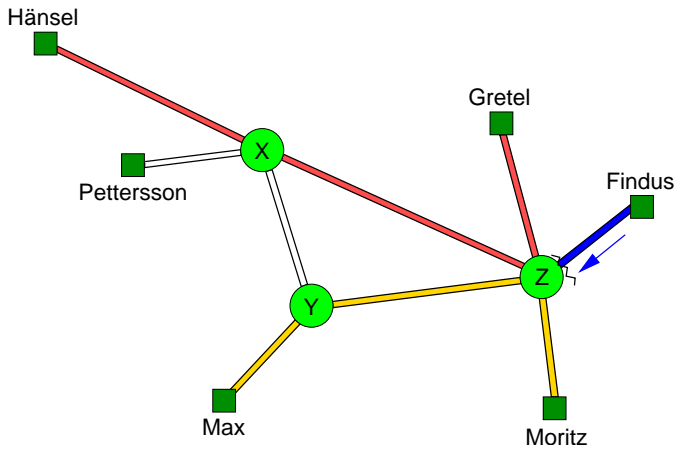 Hänsel
Gretel
X
Pettersson
Findus
Z
Y
Max
Moritz